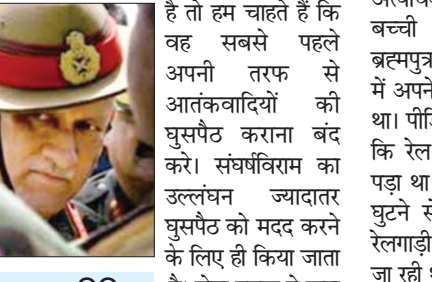 है तो हम चाहते हैं कि
वह सबसे पहले
अपनी तरफ से
आतंकवादियों की
घुसपैठ कराना बंद
करे। संघर्षविराम का
उल्लंघन ज्यादातर
घुसपैठ को मदद करने
के लिए ही किया जाता
बच्ची
ब्रह्मपुत्र
में अपने
था। पीड़ि
कि रेल
पड़ा था
घुटने से
रेलगाड़ी
जा रही थ